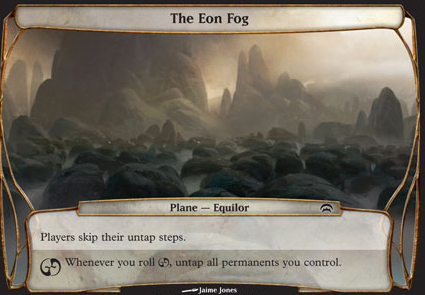 The Eon Fog
Plane — Equilor
Players skip their untap steps.
Whenever you roll , untap all permanents you control.
Jaime Jones